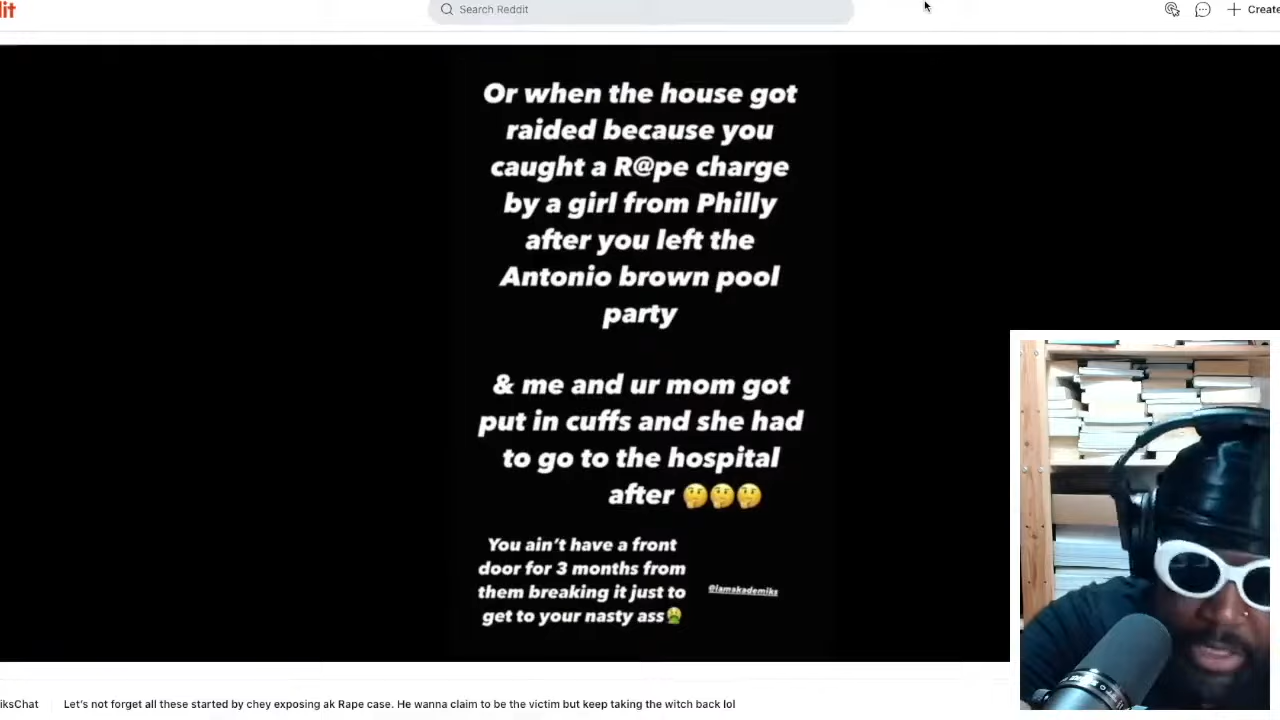 it
Search Reddit
Create
Or when the house got
raided because you
caught a R@pe charge
by a girl from Philly
after you left the
Antonio brown pool
party
& me and ur mom got
put in cuffs and she had
to go to the hospital
after 🤔🤔🤔
You ain't have a front
door for 3 months from
them breaking it just to
get to your nasty ass🤮
@iamakademiks
iksChat
Let's not forget all these started by chey exposing ak Rape case. He wanna claim to be the victim but keep taking the witch back lol